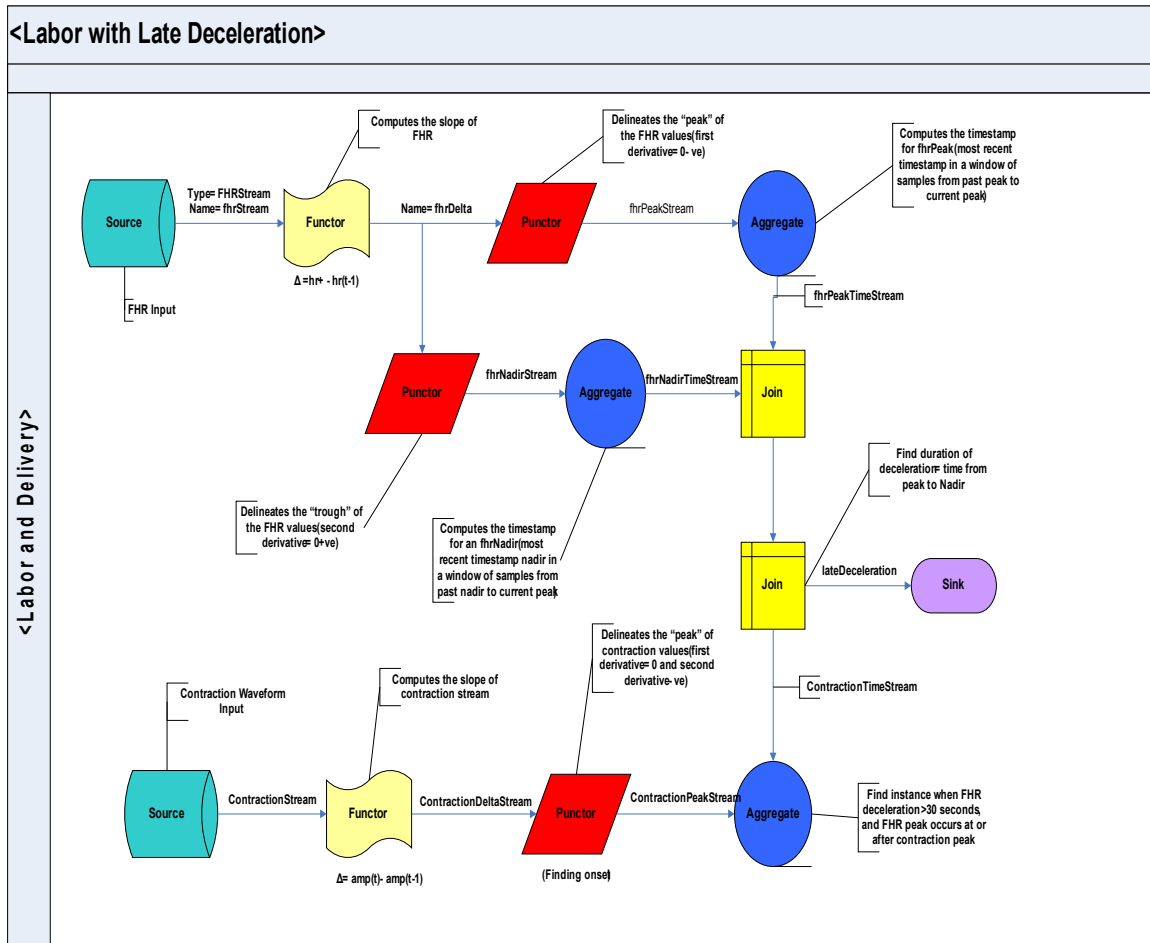 <Labor with Late Deceleration>
<Labor and Delivery>
Computes the slope of
FHR
Delineates the “peak” of
the FHR values(first
derivative= 0- ve)
Computes the timestamp
for fhrPeak(most recent
timestamp in a window of
samples from past peak to
current peak)
Source
Type= FHRStream
Name= fhrStream
Functor
Name= fhrDelta
Punctor
fhrPeakStream
Aggregate
Δ =hr+ - hr(t-1)
FHR Input
fhrPeakTimeStream
Punctor
fhrNadirStream
Aggregate
fhrNadirTimeStream
Join
Find duration of
deceleration= time from
peak to Nadir
Delineates the “trough” of
the FHR values(second
derivative= 0+ve)
Computes the timestamp
for an fhrNadir(most
recent timestamp nadir in
a window of samples from
past nadir to current peak)
Join
lateDeceleration
Sink
Delineates the “peak” of
contraction values(first
derivative= 0 and second
derivative- ve)
Contraction Waveform
Input
Computes the slope of
contraction stream
ContractionTimeStream
Source
ContractionStream
Functor
ContractionDeltaStream
Punctor
ContractionPeakStream
Aggregate
Find instance when FHR
deceleration>30 seconds,
and FHR peak occurs at or
after contraction peak
Δ= amp(t)- amp(t-1)
(Finding onset)